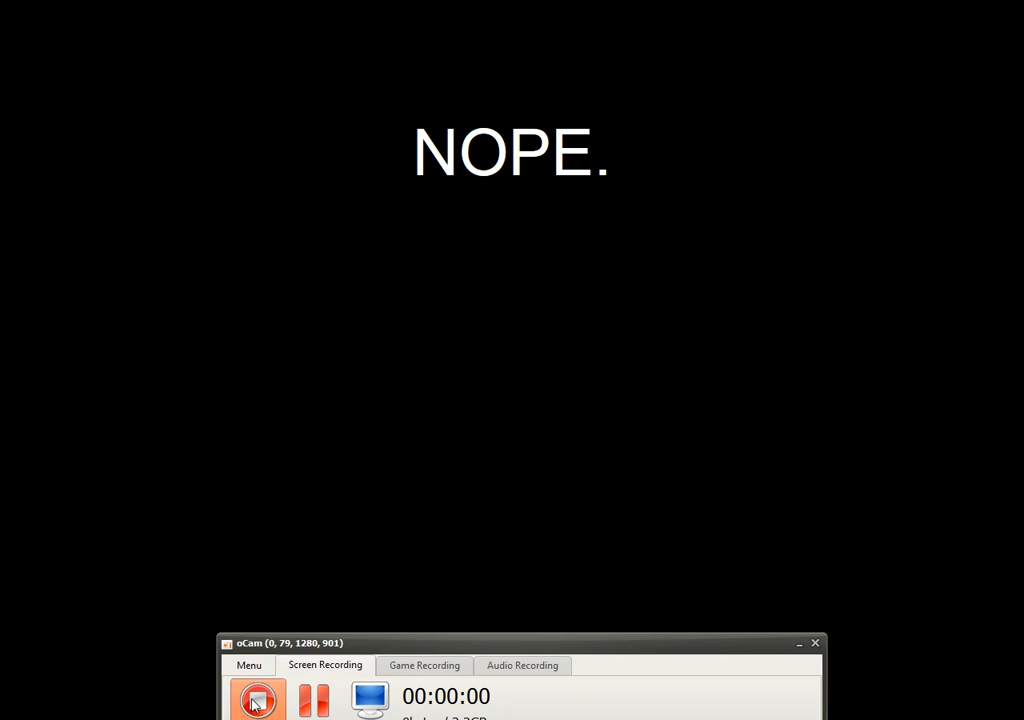 NOPE.
oCam (0, 79, 1280, 901)
Menu Screen Recording Game Recording Audio Recording
00:00:00